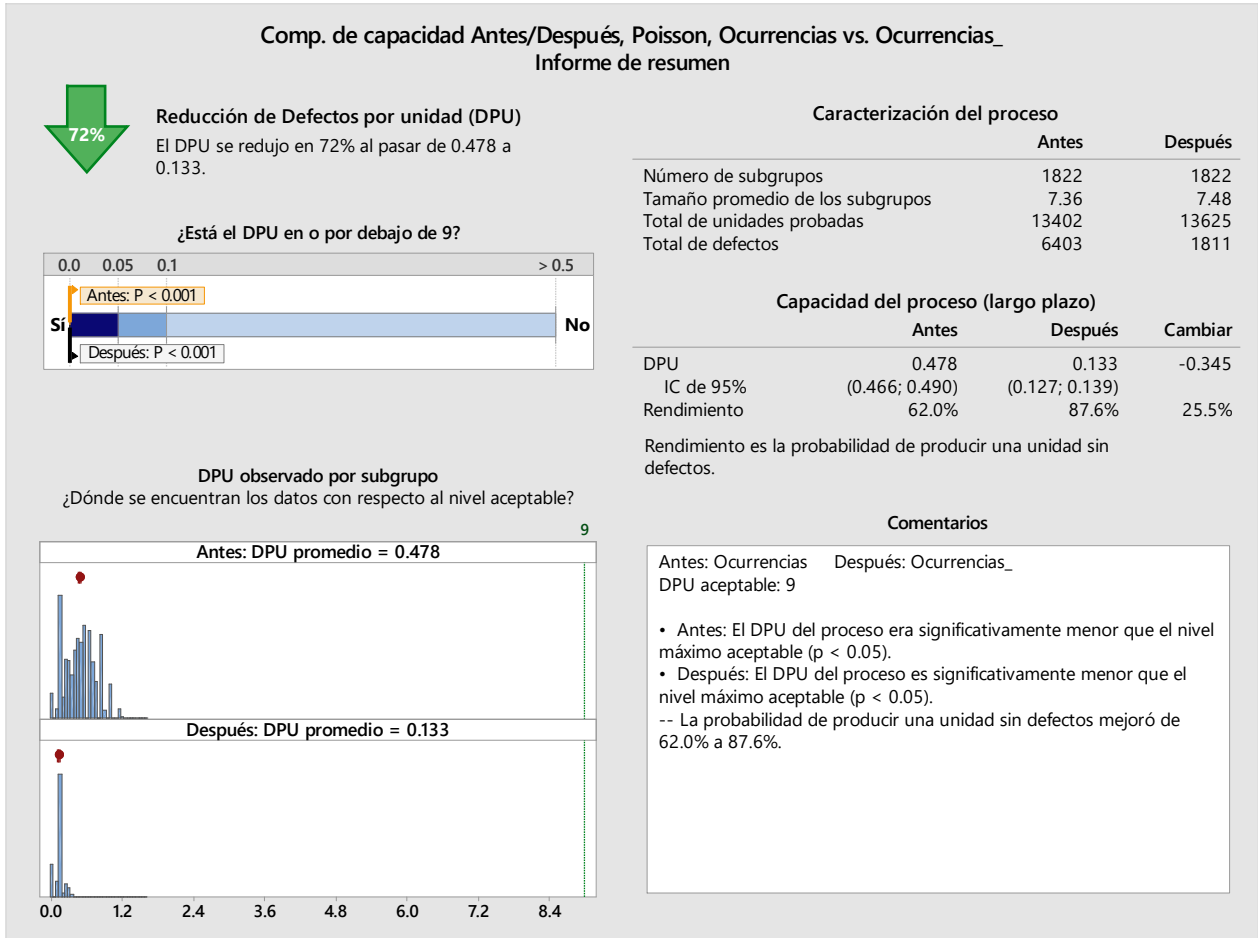 Comp. de capacidad Antes/Después, Poisson, Ocurrencias vs. Ocurrencias_
Informe de resumen
72%
Reducción de Defectos por unidad (DPU)
El DPU se redujo en 72% al pasar de 0.478 a
0.133.
¿Está el DPU en o por debajo de 9?
0.0 0.05 0.1 > 0.5
Antes: P < 0.001
Sí No
Después: P < 0.001
DPU observado por subgrupo
¿Dónde se encuentran los datos con respecto al nivel aceptable?
9
Antes: DPU promedio = 0.478
Después: DPU promedio = 0.133
0.0 1.2 2.4 3.6 4.8 6.0 7.2 8.4
Caracterización del proceso
Antes Después
Número de subgrupos 1822 1822
Tamaño promedio de los subgrupos 7.36 7.48
Total de unidades probadas 13402 13625
Total de defectos 6403 1811
Capacidad del proceso (largo plazo)
Antes Después Cambiar
DPU 0.478 0.133 -0.345
IC de 95% (0.466; 0.490) (0.127; 0.139)
Rendimiento 62.0% 87.6% 25.5%
Rendimiento es la probabilidad de producir una unidad sin
defectos.
Comentarios
Antes: Ocurrencias Después: Ocurrencias_
DPU aceptable: 9
• Antes: El DPU del proceso era significativamente menor que el nivel
máximo aceptable (p < 0.05).
• Después: El DPU del proceso es significativamente menor que el
nivel máximo aceptable (p < 0.05).
-- La probabilidad de producir una unidad sin defectos mejoró de
62.0% a 87.6%.